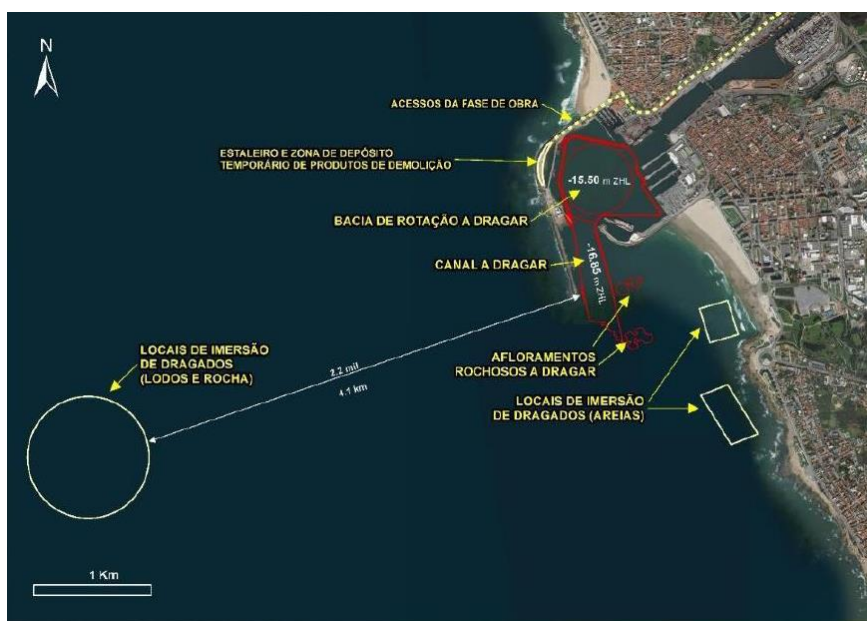 N
ACESSOS DA FASE DE OBRA
ESTALEIRO E ZONA DE DEPÓSITO
TEMPORÁRIO DE PRODUTOS DE DEMOLIÇÃO
-15.50 m ZHL
BACIA DE ROTAÇÃO A DRAGAR
CANAL A DRAGAR
-16.85 m ZHL
LOCAIS DE IMERSÃO
DE DRAGADOS
(LODOS E ROCHA)
2.2 mil
4.1 km
AFLORAMENTOS
ROCHOSOS A DRAGAR
LOCAIS DE IMERSÃO
DE DRAGADOS (AREIAS)
1 Km